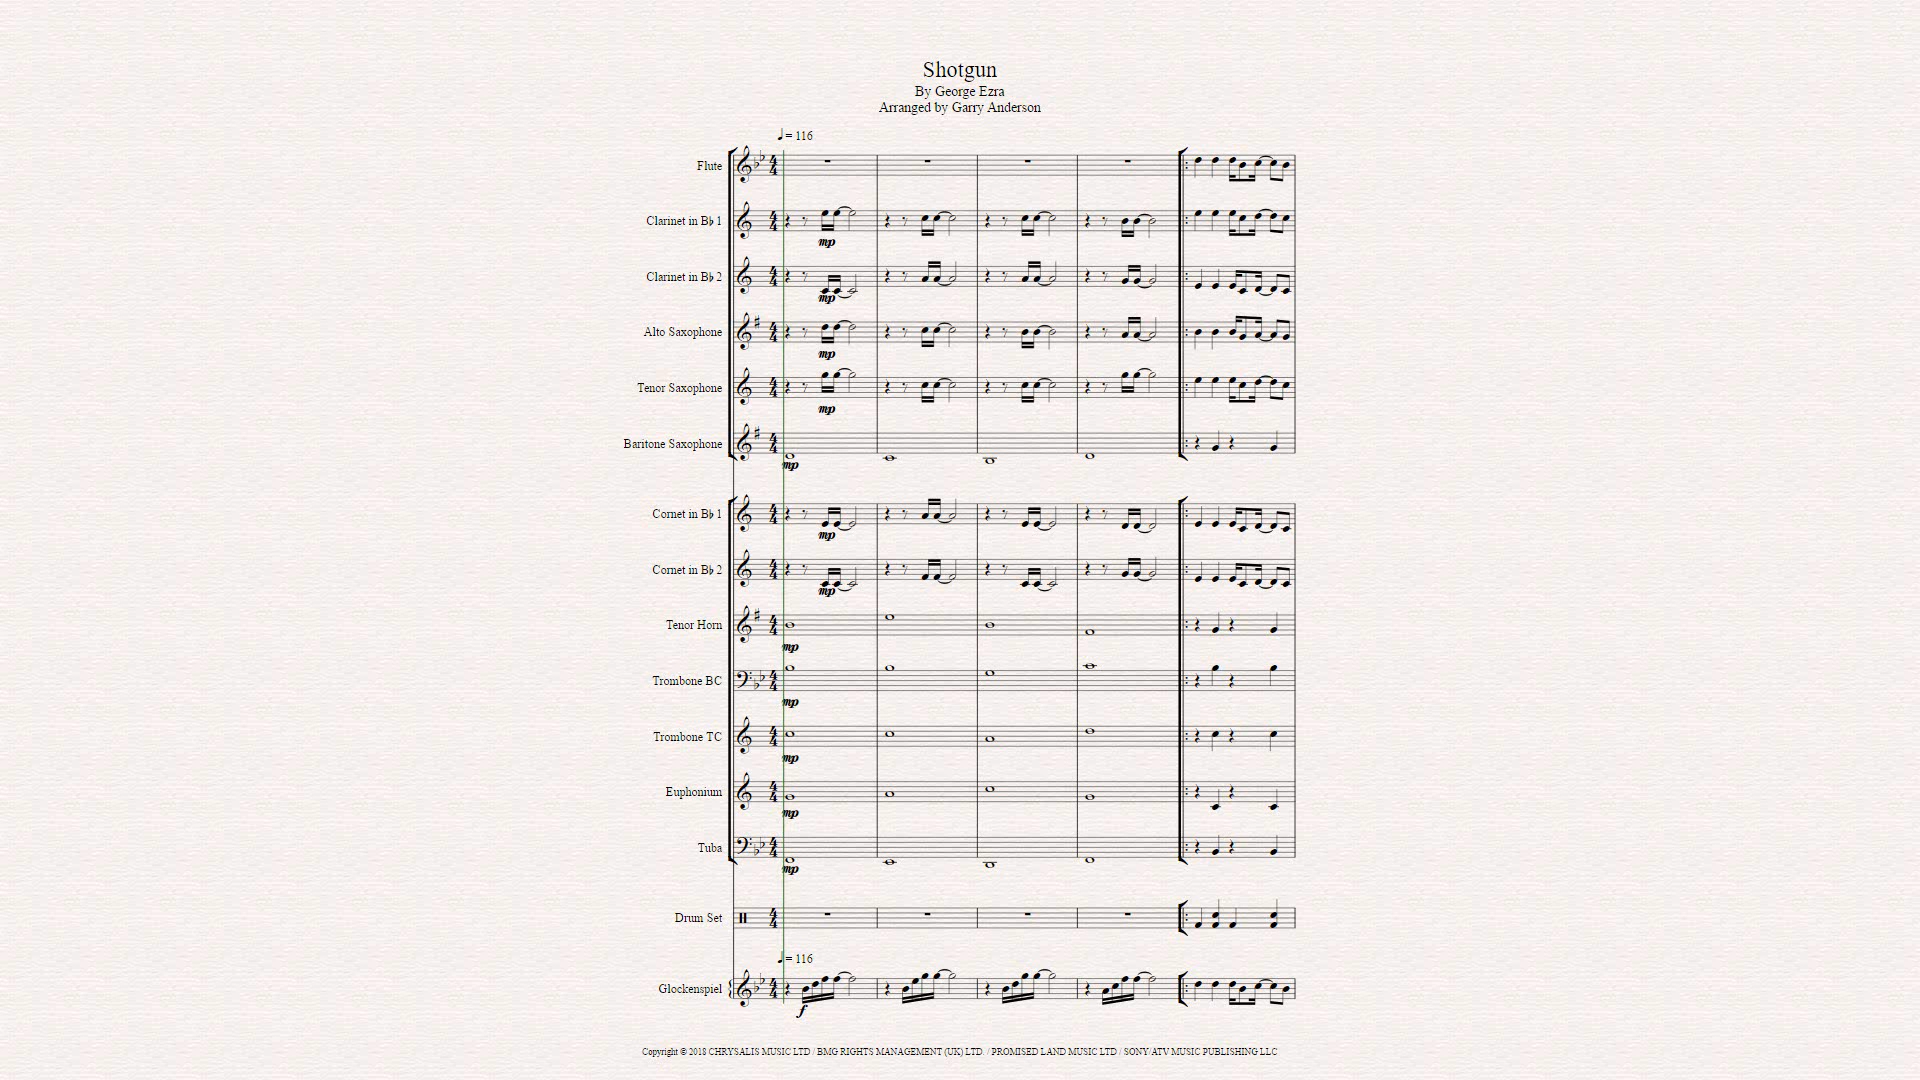 Shotgun
By George Ezra
Arranged by Garry Anderson
♩= 116
Flute
Clarinet in B♭ 1
mp
Clarinet in B♭ 2
mp
Alto Saxophone
mp
Tenor Saxophone
mp
Baritone Saxophone
mp
Cornet in B♭ 1
mp
Cornet in B♭ 2
mp
Tenor Horn
mp
Trombone BC
mp
Trombone TC
mp
Euphonium
mp
Tuba
mp
Drum Set
♩= 116
Glockenspiel
f
Copyright © 2018 CHRYSALIS MUSIC LTD / BMG RIGHTS MANAGEMENT (UK) LTD. / PROMISED LAND MUSIC LTD / SONY/ATV MUSIC PUBLISHING LLC